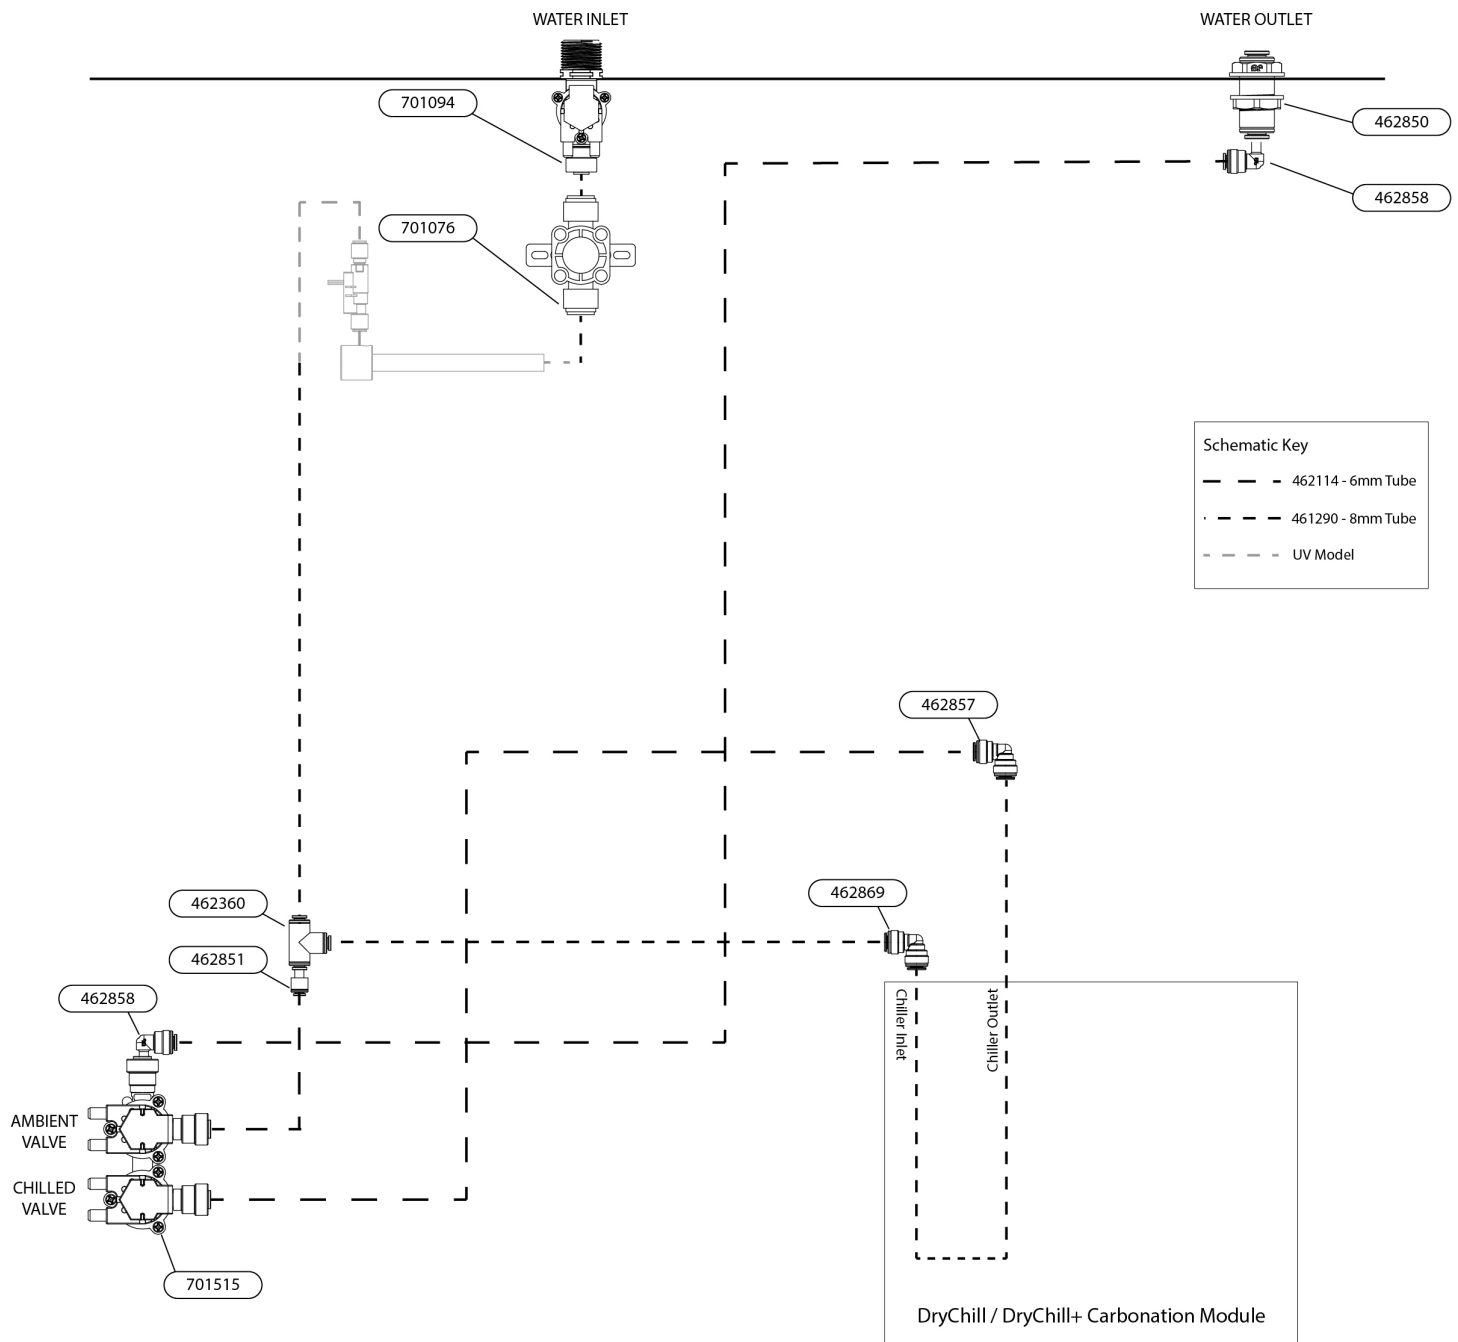 WATER INLET
WATER OUTLET
701094
462850
462858
701076
Schematic Key
462114 - 6mm Tube
461290 - 8mm Tube
UV Model
462857
462869
462360
462851
462858
Chiller Inlet
Chiller Outlet
AMBIENT
VALVE
CHILLED
VALVE
701515
DryChill / DryChill+ Carbonation Module